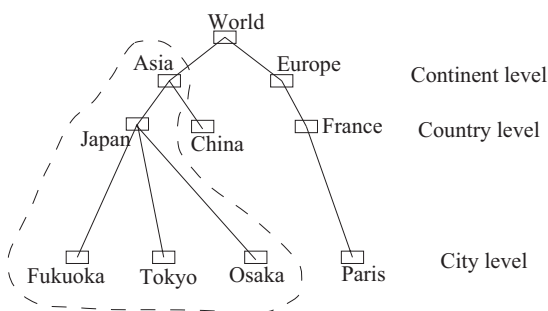 World
Asia
Europe
Continent level
Japan
China
France
Country level
Fukuoka
Tokyo
Osaka
Paris
City level